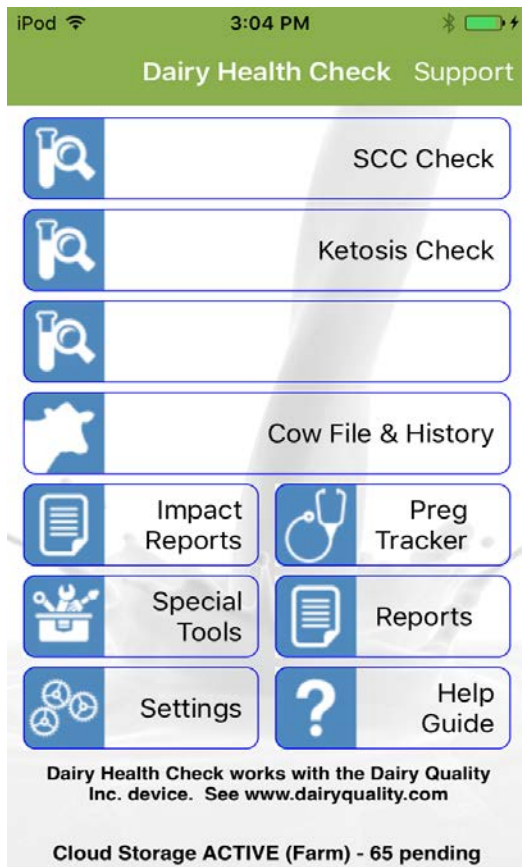 iPod 3:04 PM
Dairy Health Check Support
SCC Check
Ketosis Check
Cow File & History
Impact
Reports
Preg
Tracker
Special
Tools
Reports
Settings
?
Help
Guide
Dairy Health Check works with the Dairy Quality
Inc. device.  See www.dairyquality.com
Cloud Storage ACTIVE (Farm) - 65 pending